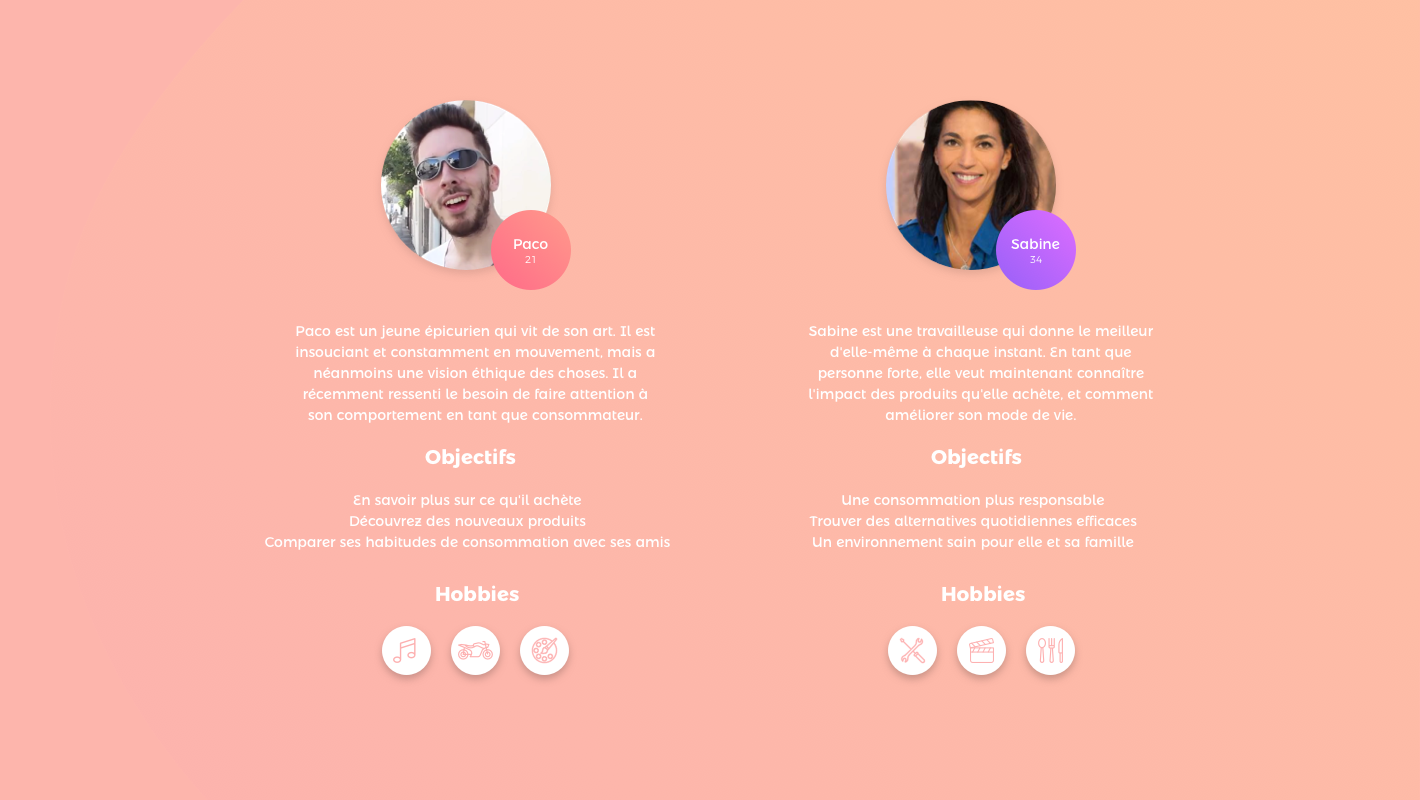 Paco
21
Paco est un jeune épicurien qui vit de son art. Il est
insouciant et constamment en mouvement, mais a
néanmoins une vision éthique des choses. Il a
récemment ressenti le besoin de faire attention à
son comportement en tant que consommateur.
Objectifs
En savoir plus sur ce qu'il achète
Découvrez des nouveaux produits
Comparer ses habitudes de consommation avec ses amis
Hobbies
Sabine
34
Sabine est une travailleuse qui donne le meilleur
d'elle-même à chaque instant. En tant que
personne forte, elle veut maintenant connaître
l'impact des produits qu'elle achète, et comment
améliorer son mode de vie.
Objectifs
Une consommation plus responsable
Trouver des alternatives quotidiennes efficaces
Un environnement sain pour elle et sa famille
Hobbies